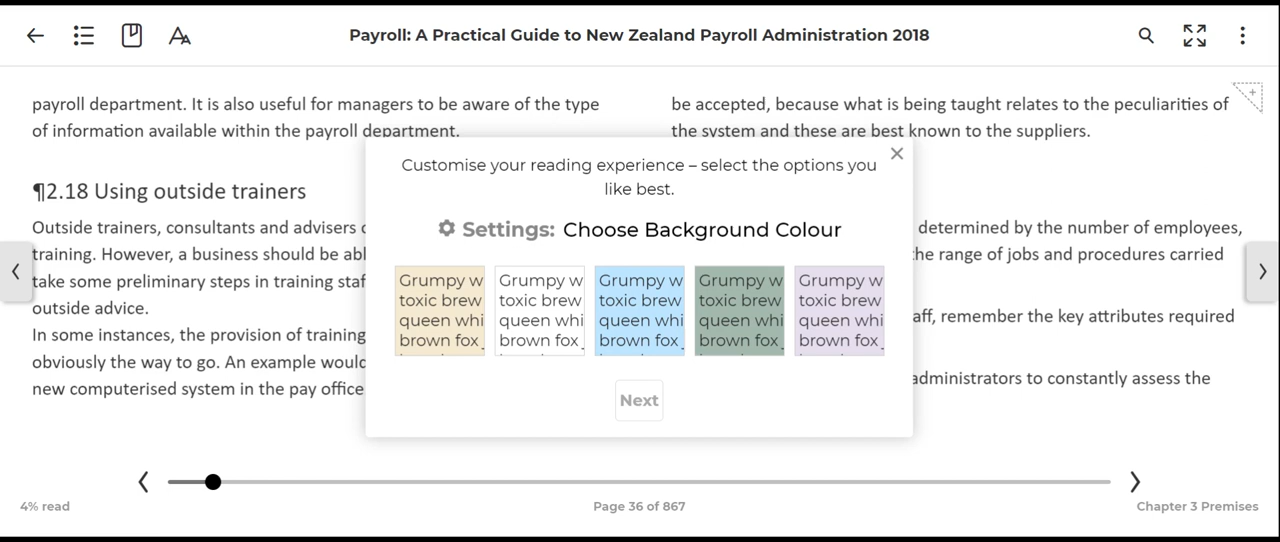 Payroll: A Practical Guide to New Zealand Payroll Administration 2018
payroll department. It is also useful for managers to be aware of the type
of information available within the payroll department.
¶2.18 Using outside trainers
Outside trainers, consultants and advisers
training. However, a business should be
take some preliminary steps in training
outside advice.
In some instances, the provision of training
obviously the way to go. An example
new computerised system in the pay office
be accepted, because what is being taught relates to the peculiarities of
the system and these are best known to the suppliers.
determined by the number of employees,
the range of jobs and procedures carried
remember the key attributes required
administrators to constantly assess the
Customise your reading experience – select the options you
like best.
Settings: Choose Background Colour
Grumpy w
toxic brew
queen whi
brown fox
Grumpy w
toxic brew
queen whi
brown fox
Grumpy w
toxic brew
queen whi
brown fox
Grumpy w
toxic brew
queen whi
brown fox
Grumpy w
toxic brew
queen whi
brown fox
Next
4% read
Page 36 of 867
Chapter 3 Premises